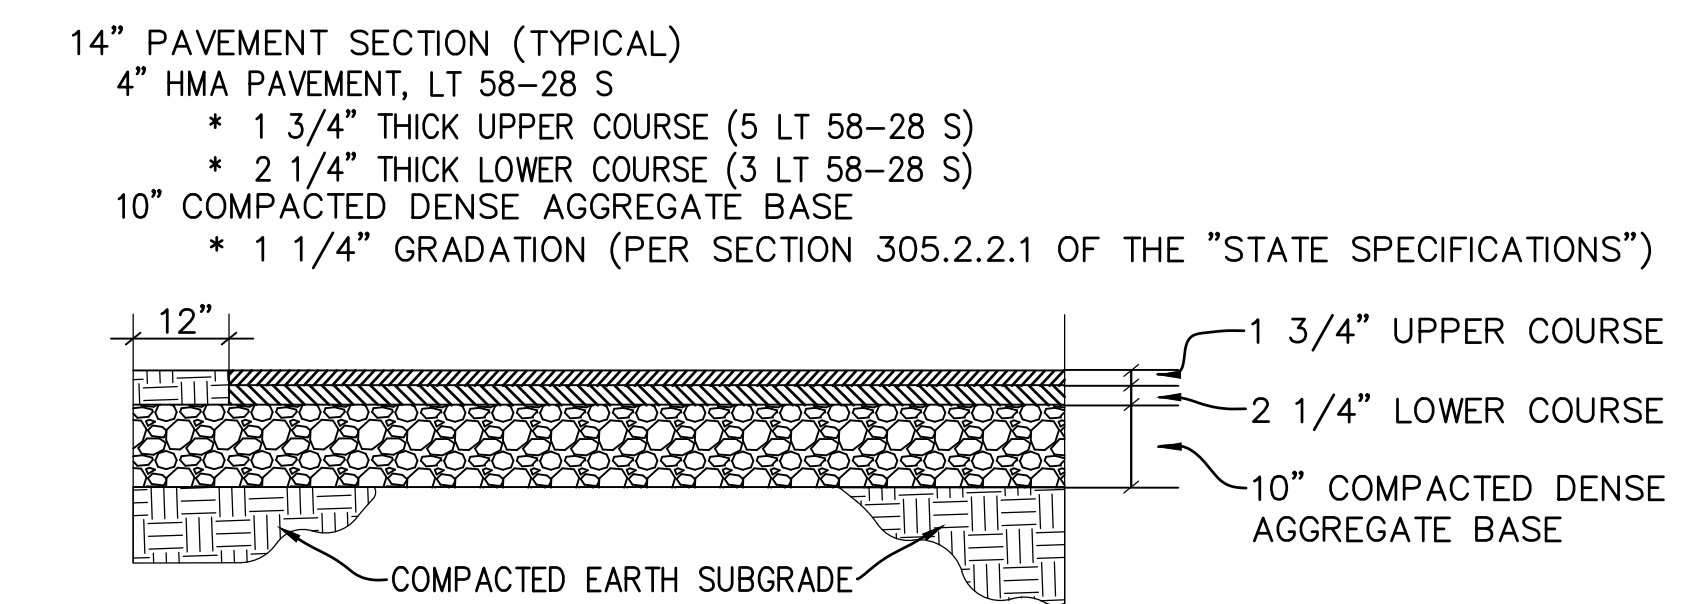 14” PAVEMENT SECTION (TYPICAL)
4” HMA PAVEMENT, LT 58-28 S
* 1 3/4” THICK UPPER COURSE (5 LT 58-28 S)
* 2 1/4” THICK LOWER COURSE (3 LT 58-28 S)
10” COMPACTED DENSE AGGREGATE BASE
* 1 1/4” GRADATION (PER SECTION 305.2.2.1 OF THE ”STATE SPECIFICATIONS”)
12”
1 3/4” UPPER COURSE
2 1/4” LOWER COURSE
10” COMPACTED DENSE
AGGREGATE BASE
COMPACTED EARTH SUBGRADE